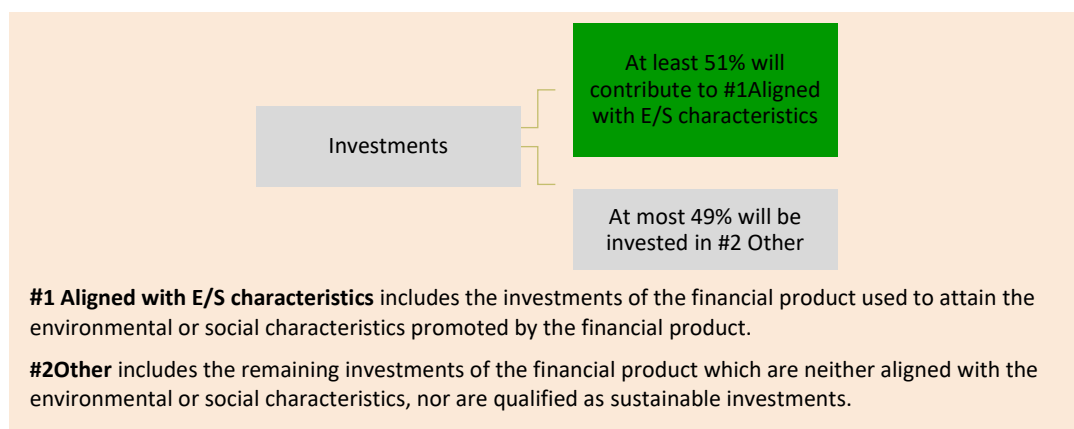 At least 51% will
contribute to #1Aligned
with E/S characteristics
Investments
At most 49% will be
invested in #2 Other
#1 Aligned with E/S characteristics includes the investments of the financial product used to attain the
environmental or social characteristics promoted by the financial product.
#2Other includes the remaining investments of the financial product which are neither aligned with the
environmental or social characteristics, nor are qualified as sustainable investments.